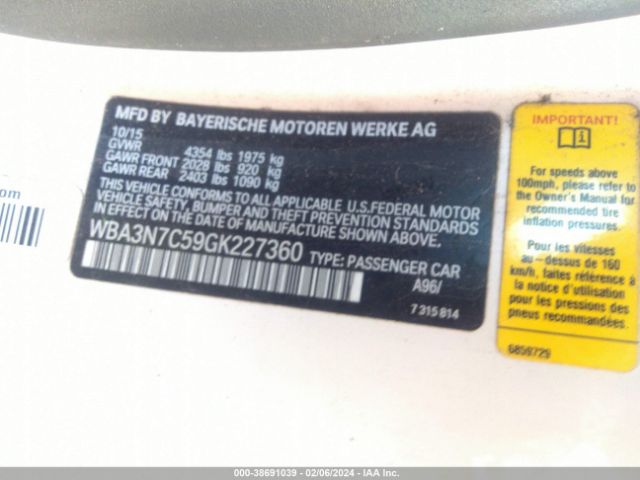 MFD BY BAYERISCHE MOTOREN WERKE AG
10/15
GVWR 4354 lbs 1975 kg
GAWR FRONT 2028 lbs 920 kg
GAWR REAR 2403 lbs 1090 kg
THIS VEHICLE CONFORMS TO ALL APPLICABLE U.S.FEDERAL MOTOR
VEHICLE SAFETY, BUMPER AND THEFT PREVENTION STANDARDS
IN EFFECT ON THE DATE OF MANUFACTURE SHOWN ABOVE.
WBA3N7C59GK227360 TYPE: PASSENGER CAR
A96/
7 315 814
IMPORTANT!
For speeds above
100mph, please refer to
the Owner's Manual for
recommended tire
inflation pressures.
Pour les vitesses
au-dessus de 160
km/h, faites référence à
la notice d'utilisation
pour les pressions des
pneus recommandées.
6859729
om
000-38691039 - 02/06/2024 - IAA Inc.